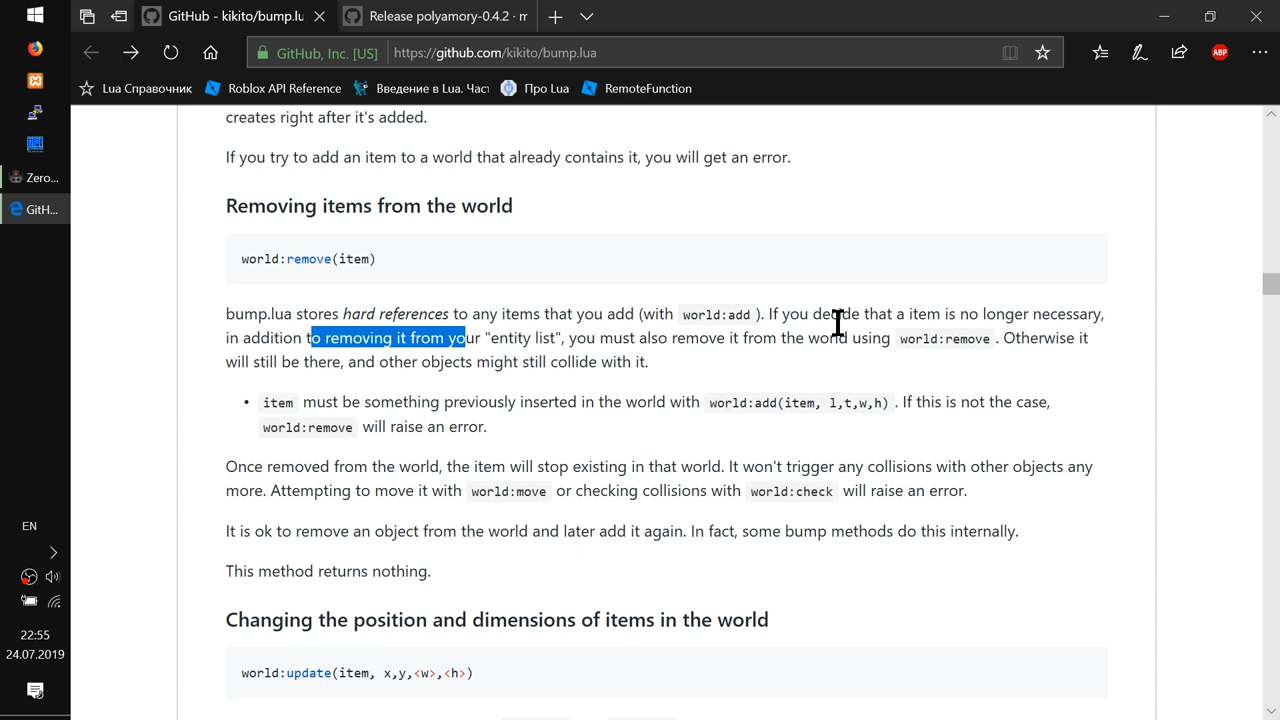 GitHub - kikito/bump.lu
Release polyamory-0.4.2 · m
GitHub, Inc. [US]
https://github.com/kikito/bump.lua
ABP
Lua Справочник
Roblox API Reference
Введение в Lua. Част
Про Lua
RemoteFunction
Zero...
GitH...
EN
22:55
24.07.2019
creates right after it's added.
If you try to add an item to a world that already contains it, you will get an error.
Removing items from the world
world:remove(item)
bump.lua stores hard references to any items that you add (with world:add ). If you decide that a item is no longer necessary,
in addition to removing it from your "entity list", you must also remove it from the world using world:remove . Otherwise it
will still be there, and other objects might still collide with it.
• item must be something previously inserted in the world with world:add(item, l,t,w,h) . If this is not the case,
world:remove will raise an error.
Once removed from the world, the item will stop existing in that world. It won't trigger any collisions with other objects any
more. Attempting to move it with world:move or checking collisions with world:check will raise an error.
It is ok to remove an object from the world and later add it again. In fact, some bump methods do this internally.
This method returns nothing.
Changing the position and dimensions of items in the world
world:update(item, x,y,<w>,<h>)